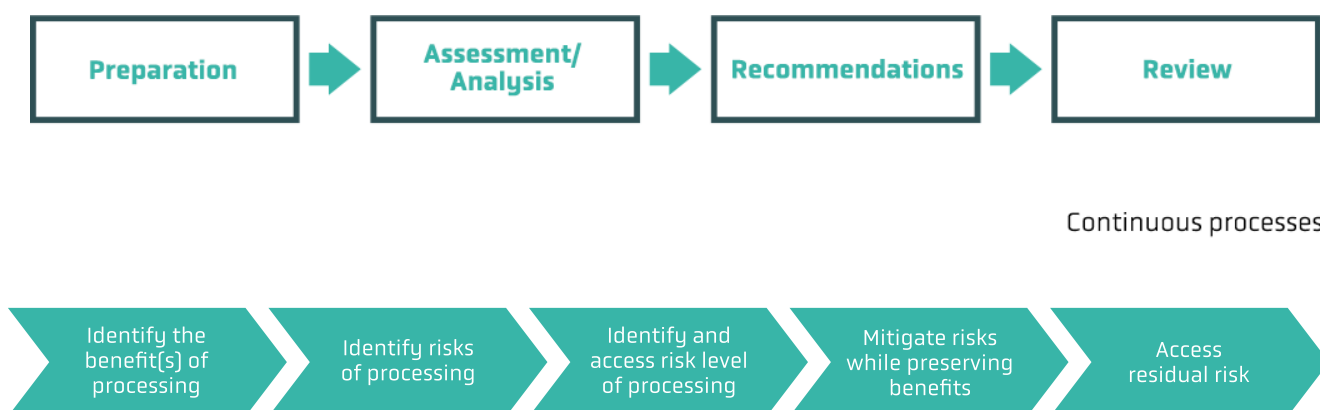 Preparation
Assessment/
Analysis
Recommendations
Review
Continuous processes
Identify the
benefit(s) of
processing
Identify risks
of processing
Identify and
access risk level
of processing
Mitigate risks
while preserving
benefits
Access
residual risk